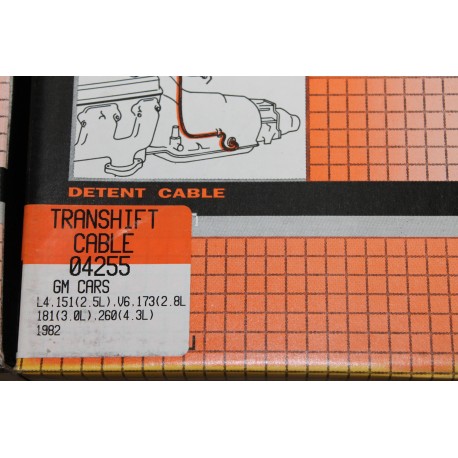 DETENT CABLE
TRANSHIFT
CABLE
04255
GM CARS
L4.151(2.5L).V6.173(2.8L
181(3.0L).260(4.3L)
1982